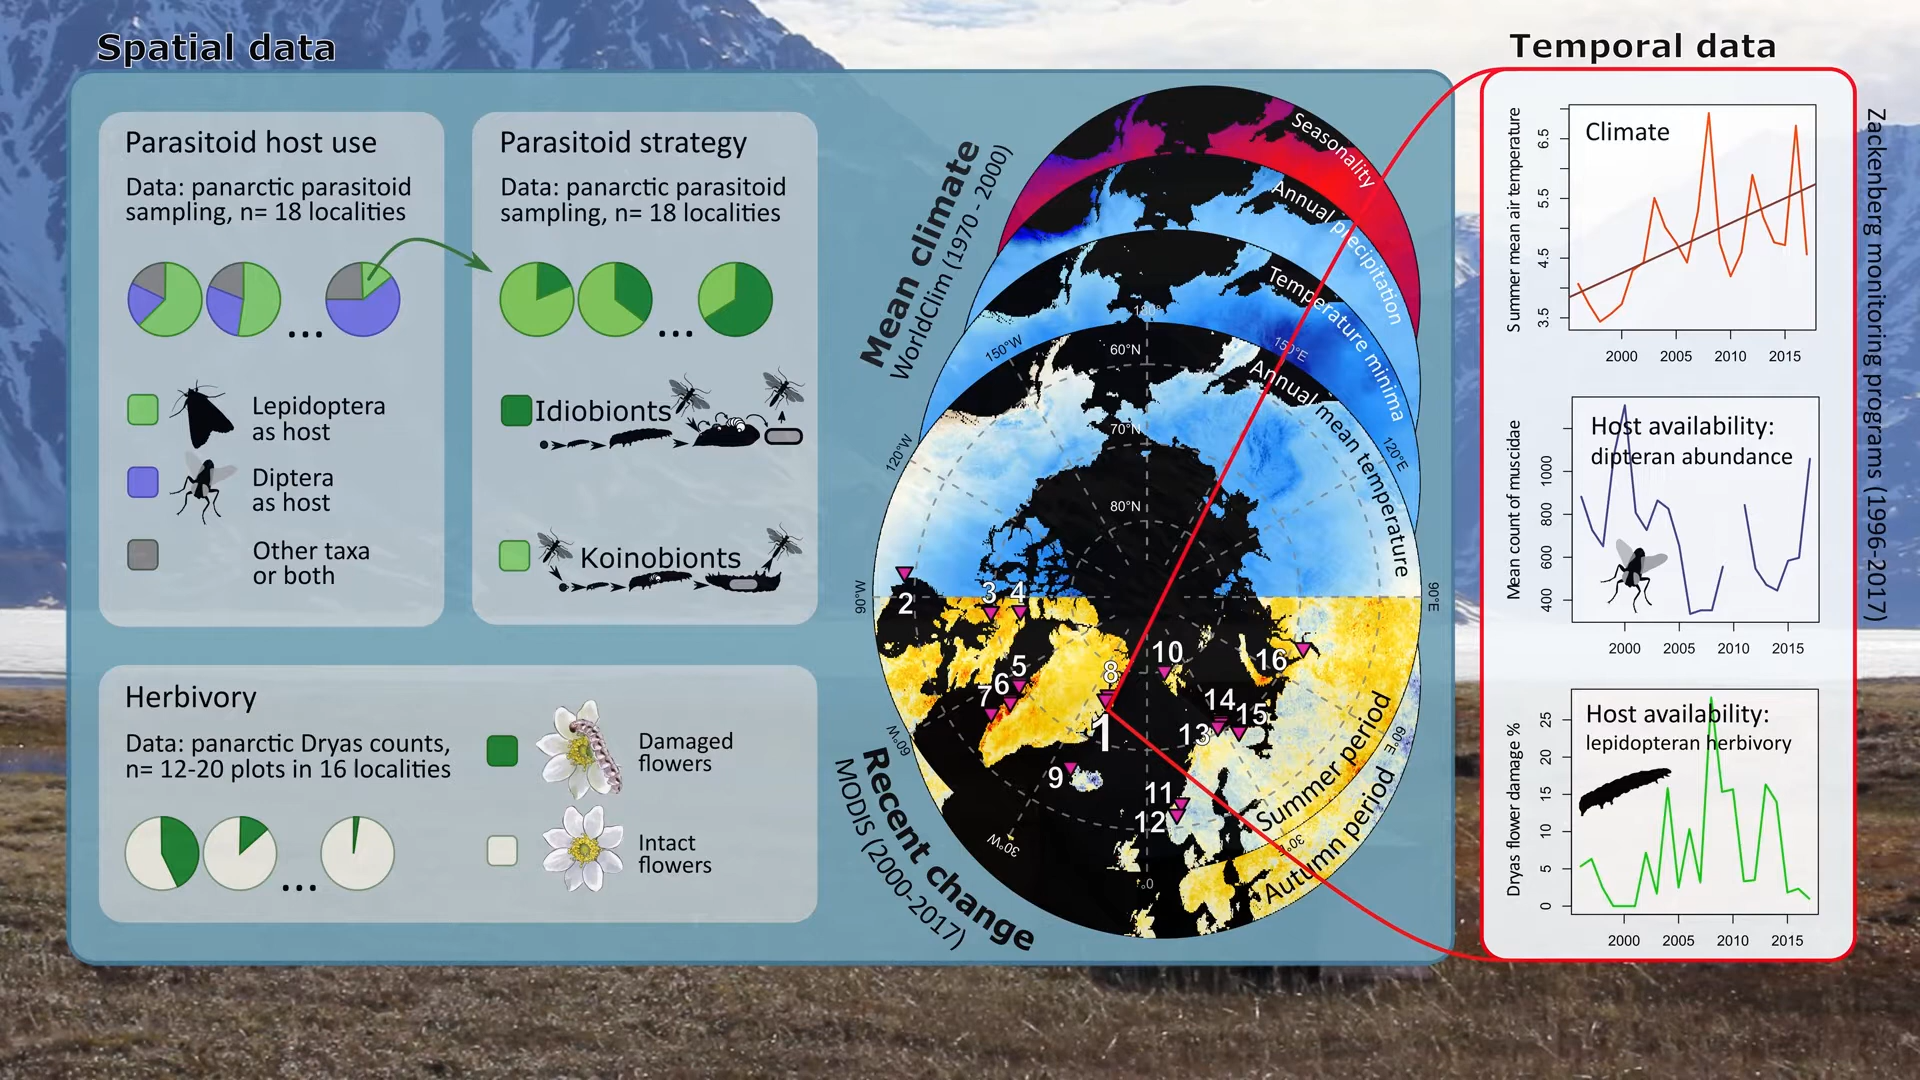 Spatial data
Temporal data
Parasitoid host use
Data: panarctic parasitoid
sampling, n= 18 localities
...
Lepidoptera
as host
Diptera
as host
Other taxa
or both
Parasitoid strategy
Data: panarctic parasitoid
sampling, n= 18 localities
...
Idiobionts
Koinobionts
Herbivory
Data: panarctic Dryas counts,
n= 12-20 plots in 16 localities
...
Damaged
flowers
Intact
flowers
Mean climate
WorldClim (1970 - 2000)
Seasonality
Annual precipitation
Temperature minima
Annual mean temperature
180°
150°W
150°E
120°W
120°E
90°W
90°E
60°W
60°E
30°W
30°E
0°
60°N
70°N
80°N
1
2
3
4
5
6
7
8
9
10
11
12
13
14
15
16
Summer period
Autumn period
Recent change
MODIS (2000-2017)
Climate
Summer mean air temperature
6.5
5.5
4.5
3.5
2000 2005 2010 2015
Host availability:
dipteran abundance
Mean count of muscidae
1000
800
600
400
2000 2005 2010 2015
Host availability:
lepidopteran herbivory
Dryas flower damage %
25
20
15
10
5
0
2000 2005 2010 2015
Zackenberg monitoring programs (1996-2017)